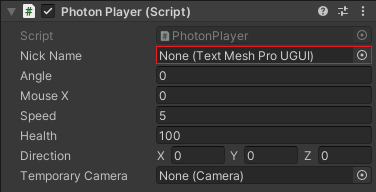 Photon Player (Script)
Script PhotonPlayer
Nick Name None (Text Mesh Pro UGUI)
Angle 0
Mouse X 0
Speed 5
Health 100
Direction X 0 Y 0 Z 0
Temporary Camera None (Camera)